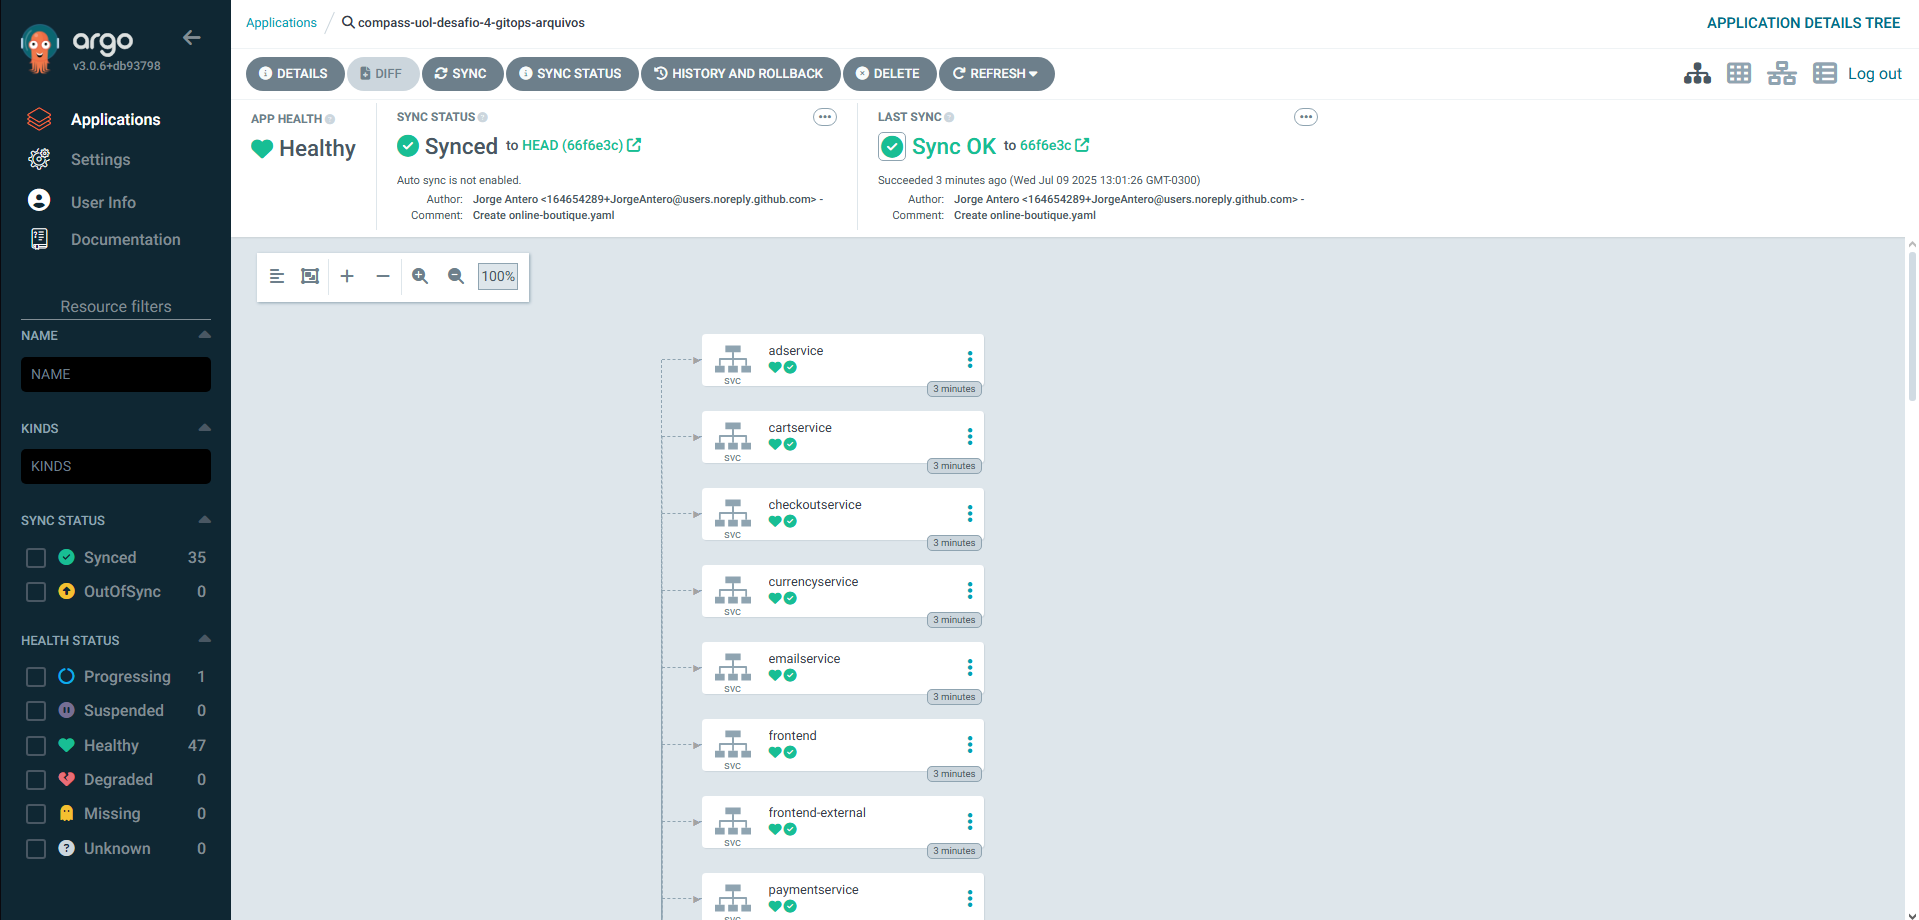 argo
v3.0.6+db93798
Applications
Settings
User Info
Documentation
Resource filters
NAME
NAME
KINDS
KINDS
SYNC STATUS
Synced 35
OutOfSync 0
HEALTH STATUS
Progressing 1
Suspended 0
Healthy 47
Degraded 0
Missing 0
Unknown 0
Applications compass-uol-desafio-4-gitops-arquivos
APPLICATION DETAILS TREE
DETAILS DIFF SYNC SYNC STATUS HISTORY AND ROLLBACK DELETE REFRESH
Log out
APP HEALTH
Healthy
SYNC STATUS
Synced to HEAD (66f6e3c)
Auto sync is not enabled.
Author: Jorge Antero <164654289+JorgeAntero@users.noreply.github.com> -
Comment: Create online-boutique.yaml
LAST SYNC
Sync OK to 66f6e3c
Succeeded 3 minutes ago (Wed Jul 09 2025 13:01:26 GMT-0300)
Author: Jorge Antero <164654289+JorgeAntero@users.noreply.github.com> -
Comment: Create online-boutique.yaml
100%
adservice
svc
3 minutes
cartservice
svc
3 minutes
checkoutservice
svc
3 minutes
currencyservice
svc
3 minutes
emailservice
svc
3 minutes
frontend
svc
3 minutes
frontend-external
svc
3 minutes
paymentservice
svc